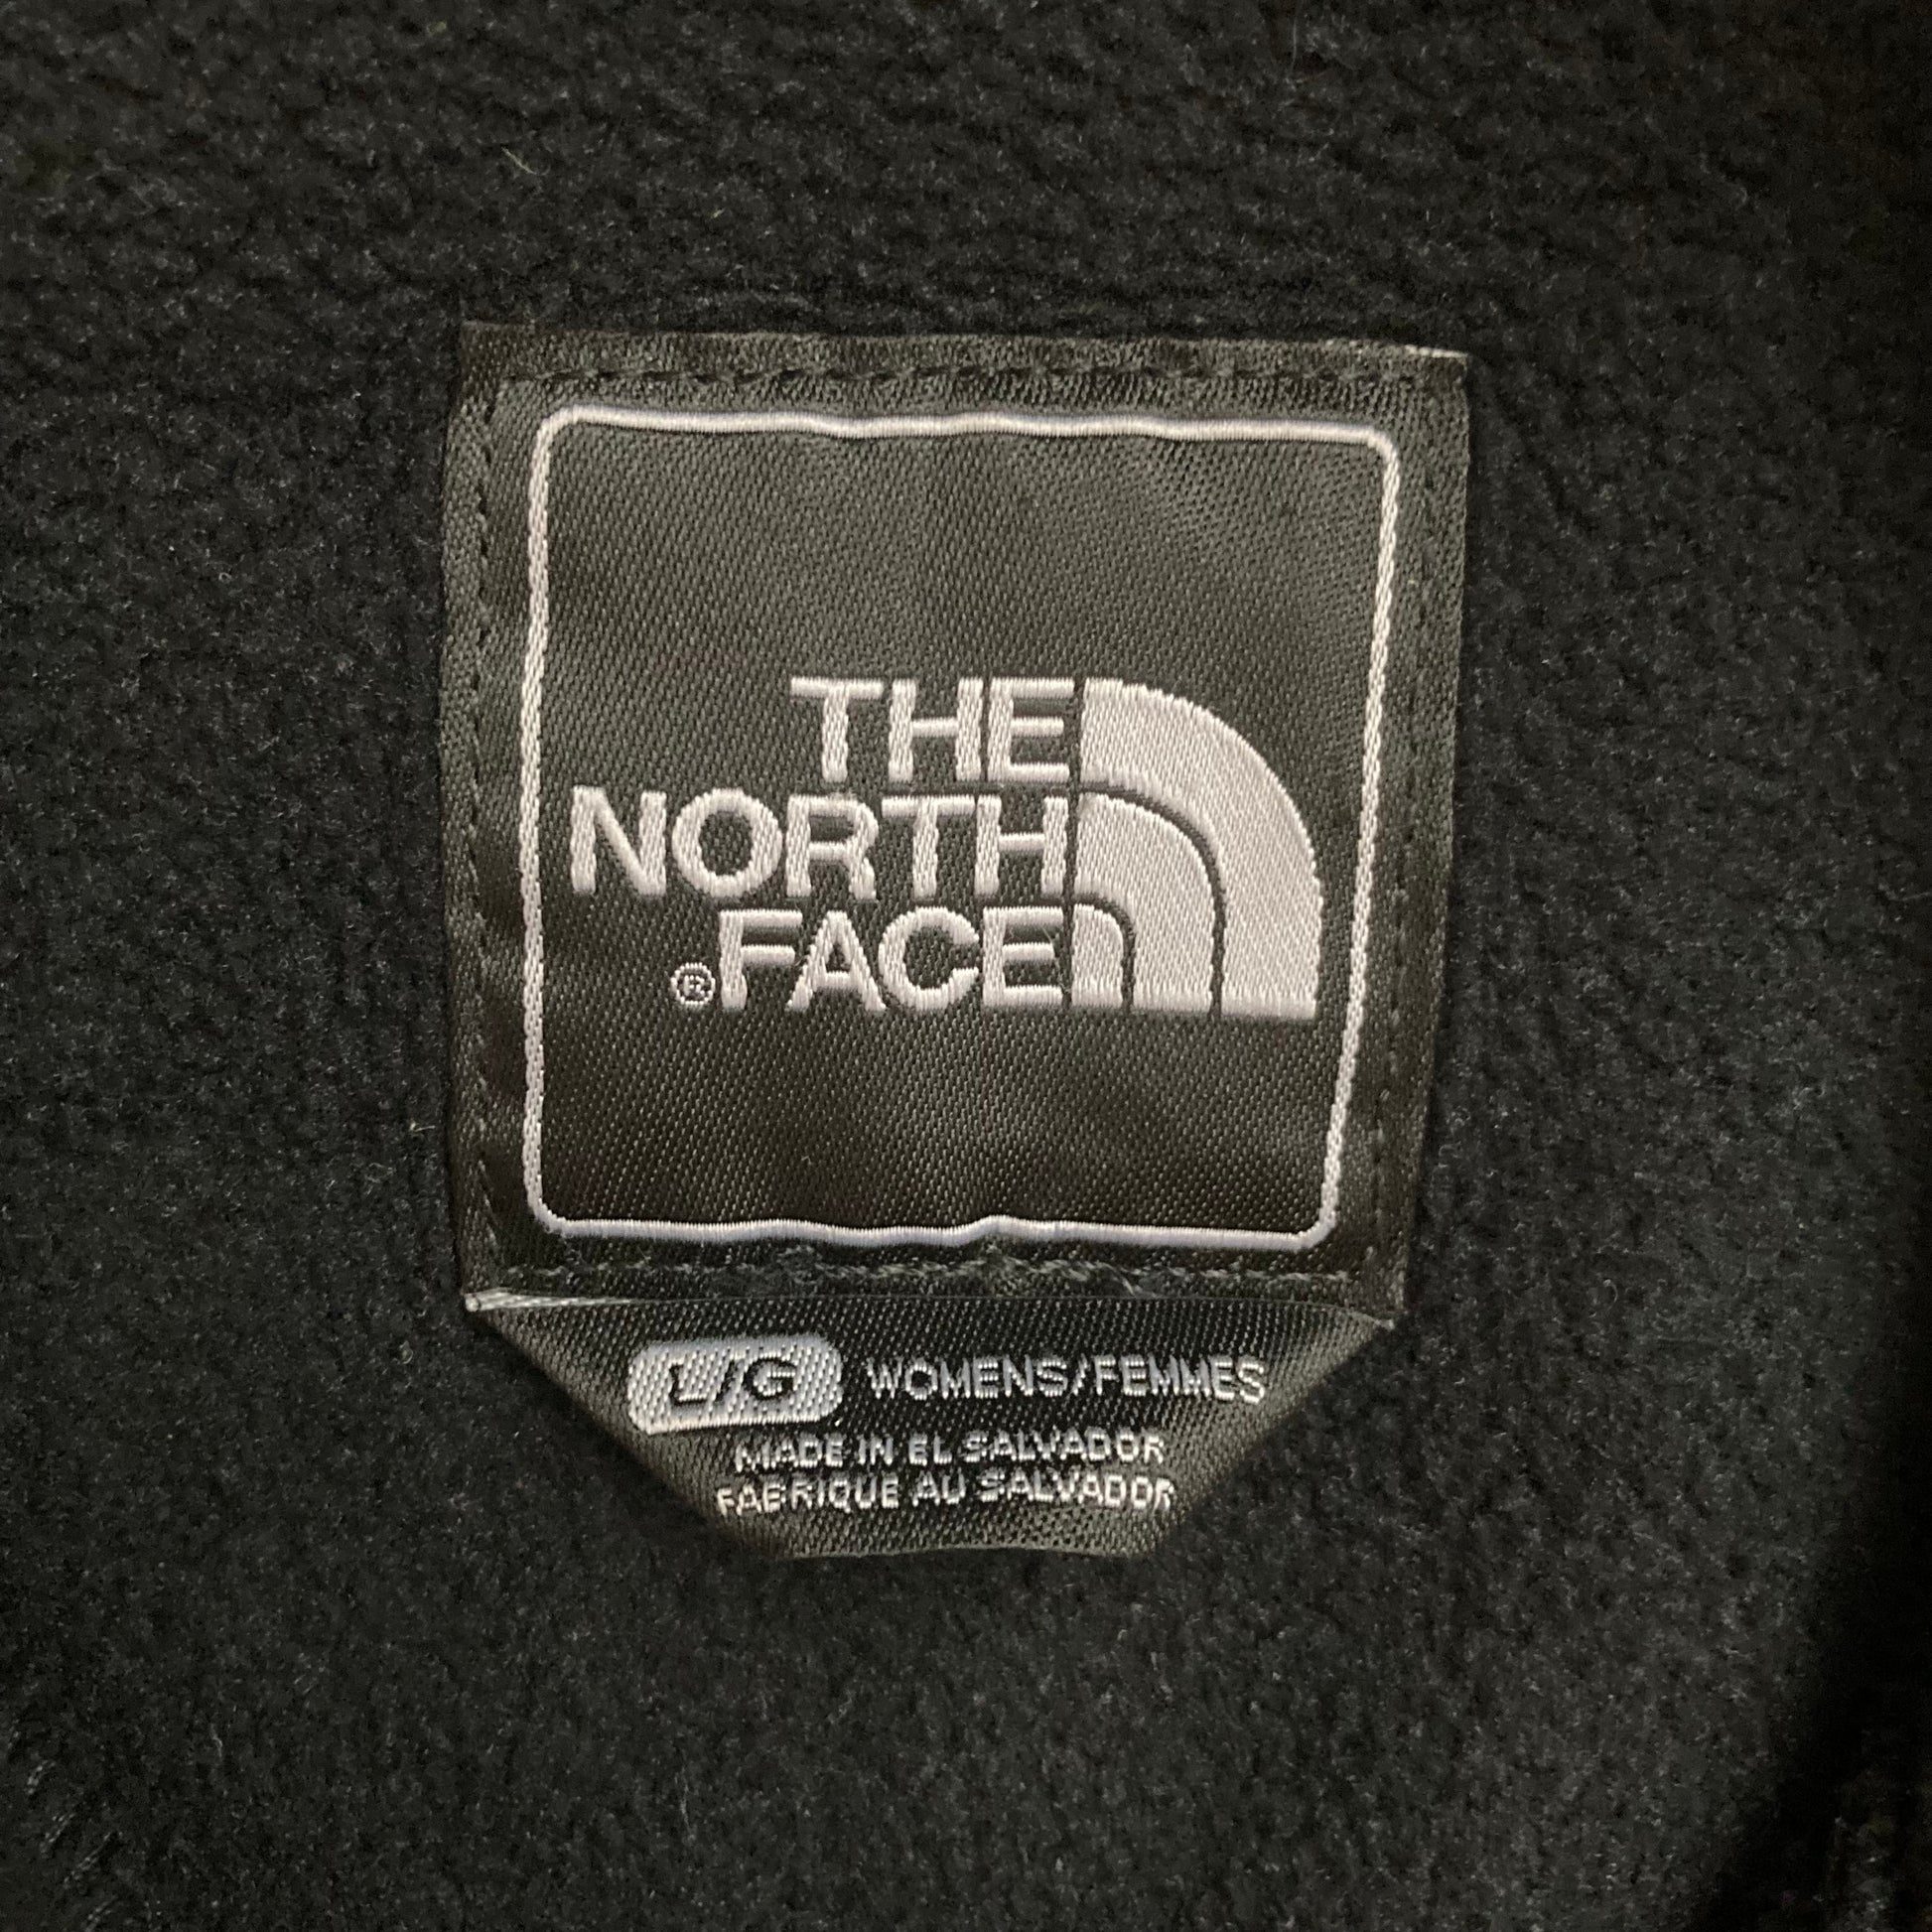 THE
NORTH
®FACE
L/G WOMENS/FEMMES
MADE IN EL SALVADOR
FABRIQUE AU SALVADOR